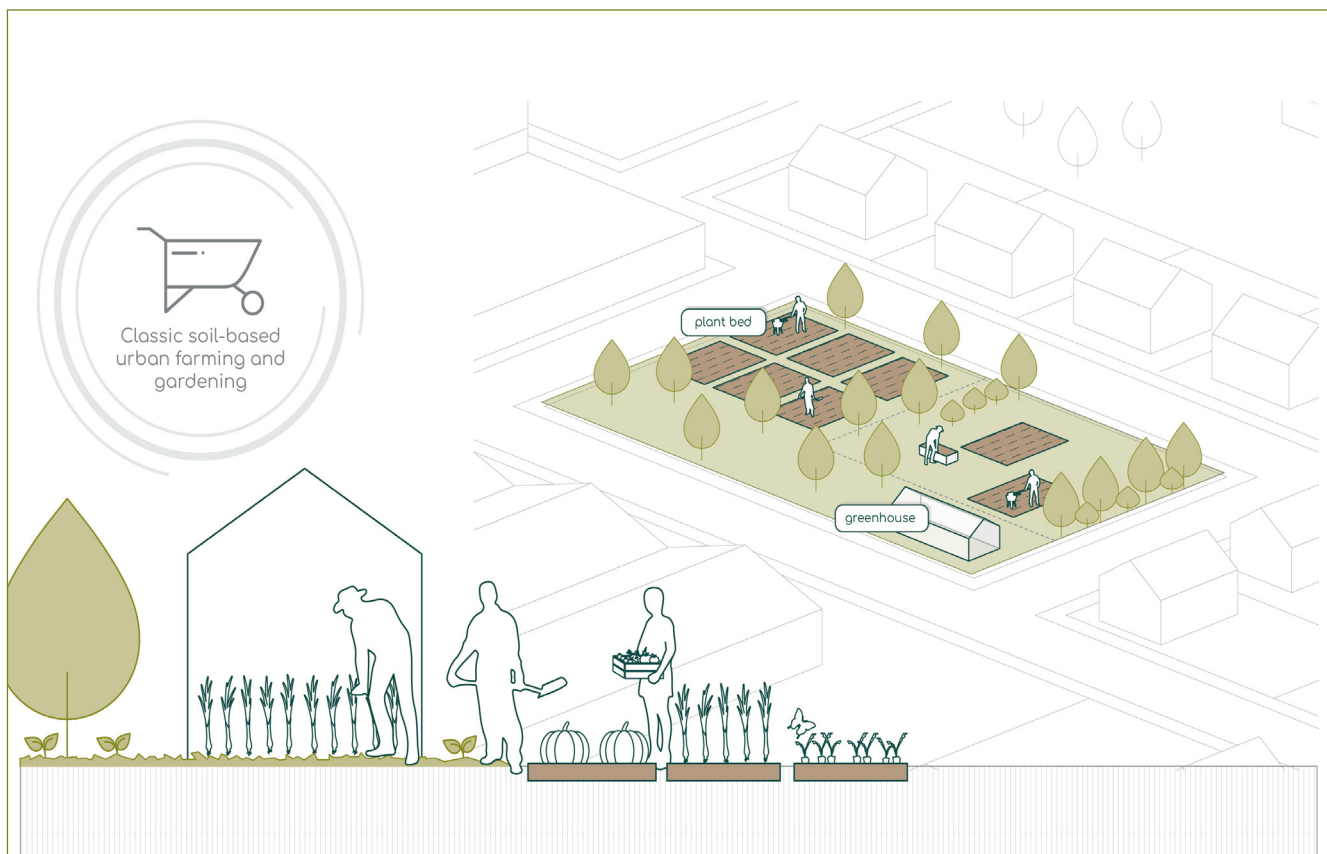 Classic soil-based
urban farming and
gardening
plant bed
greenhouse